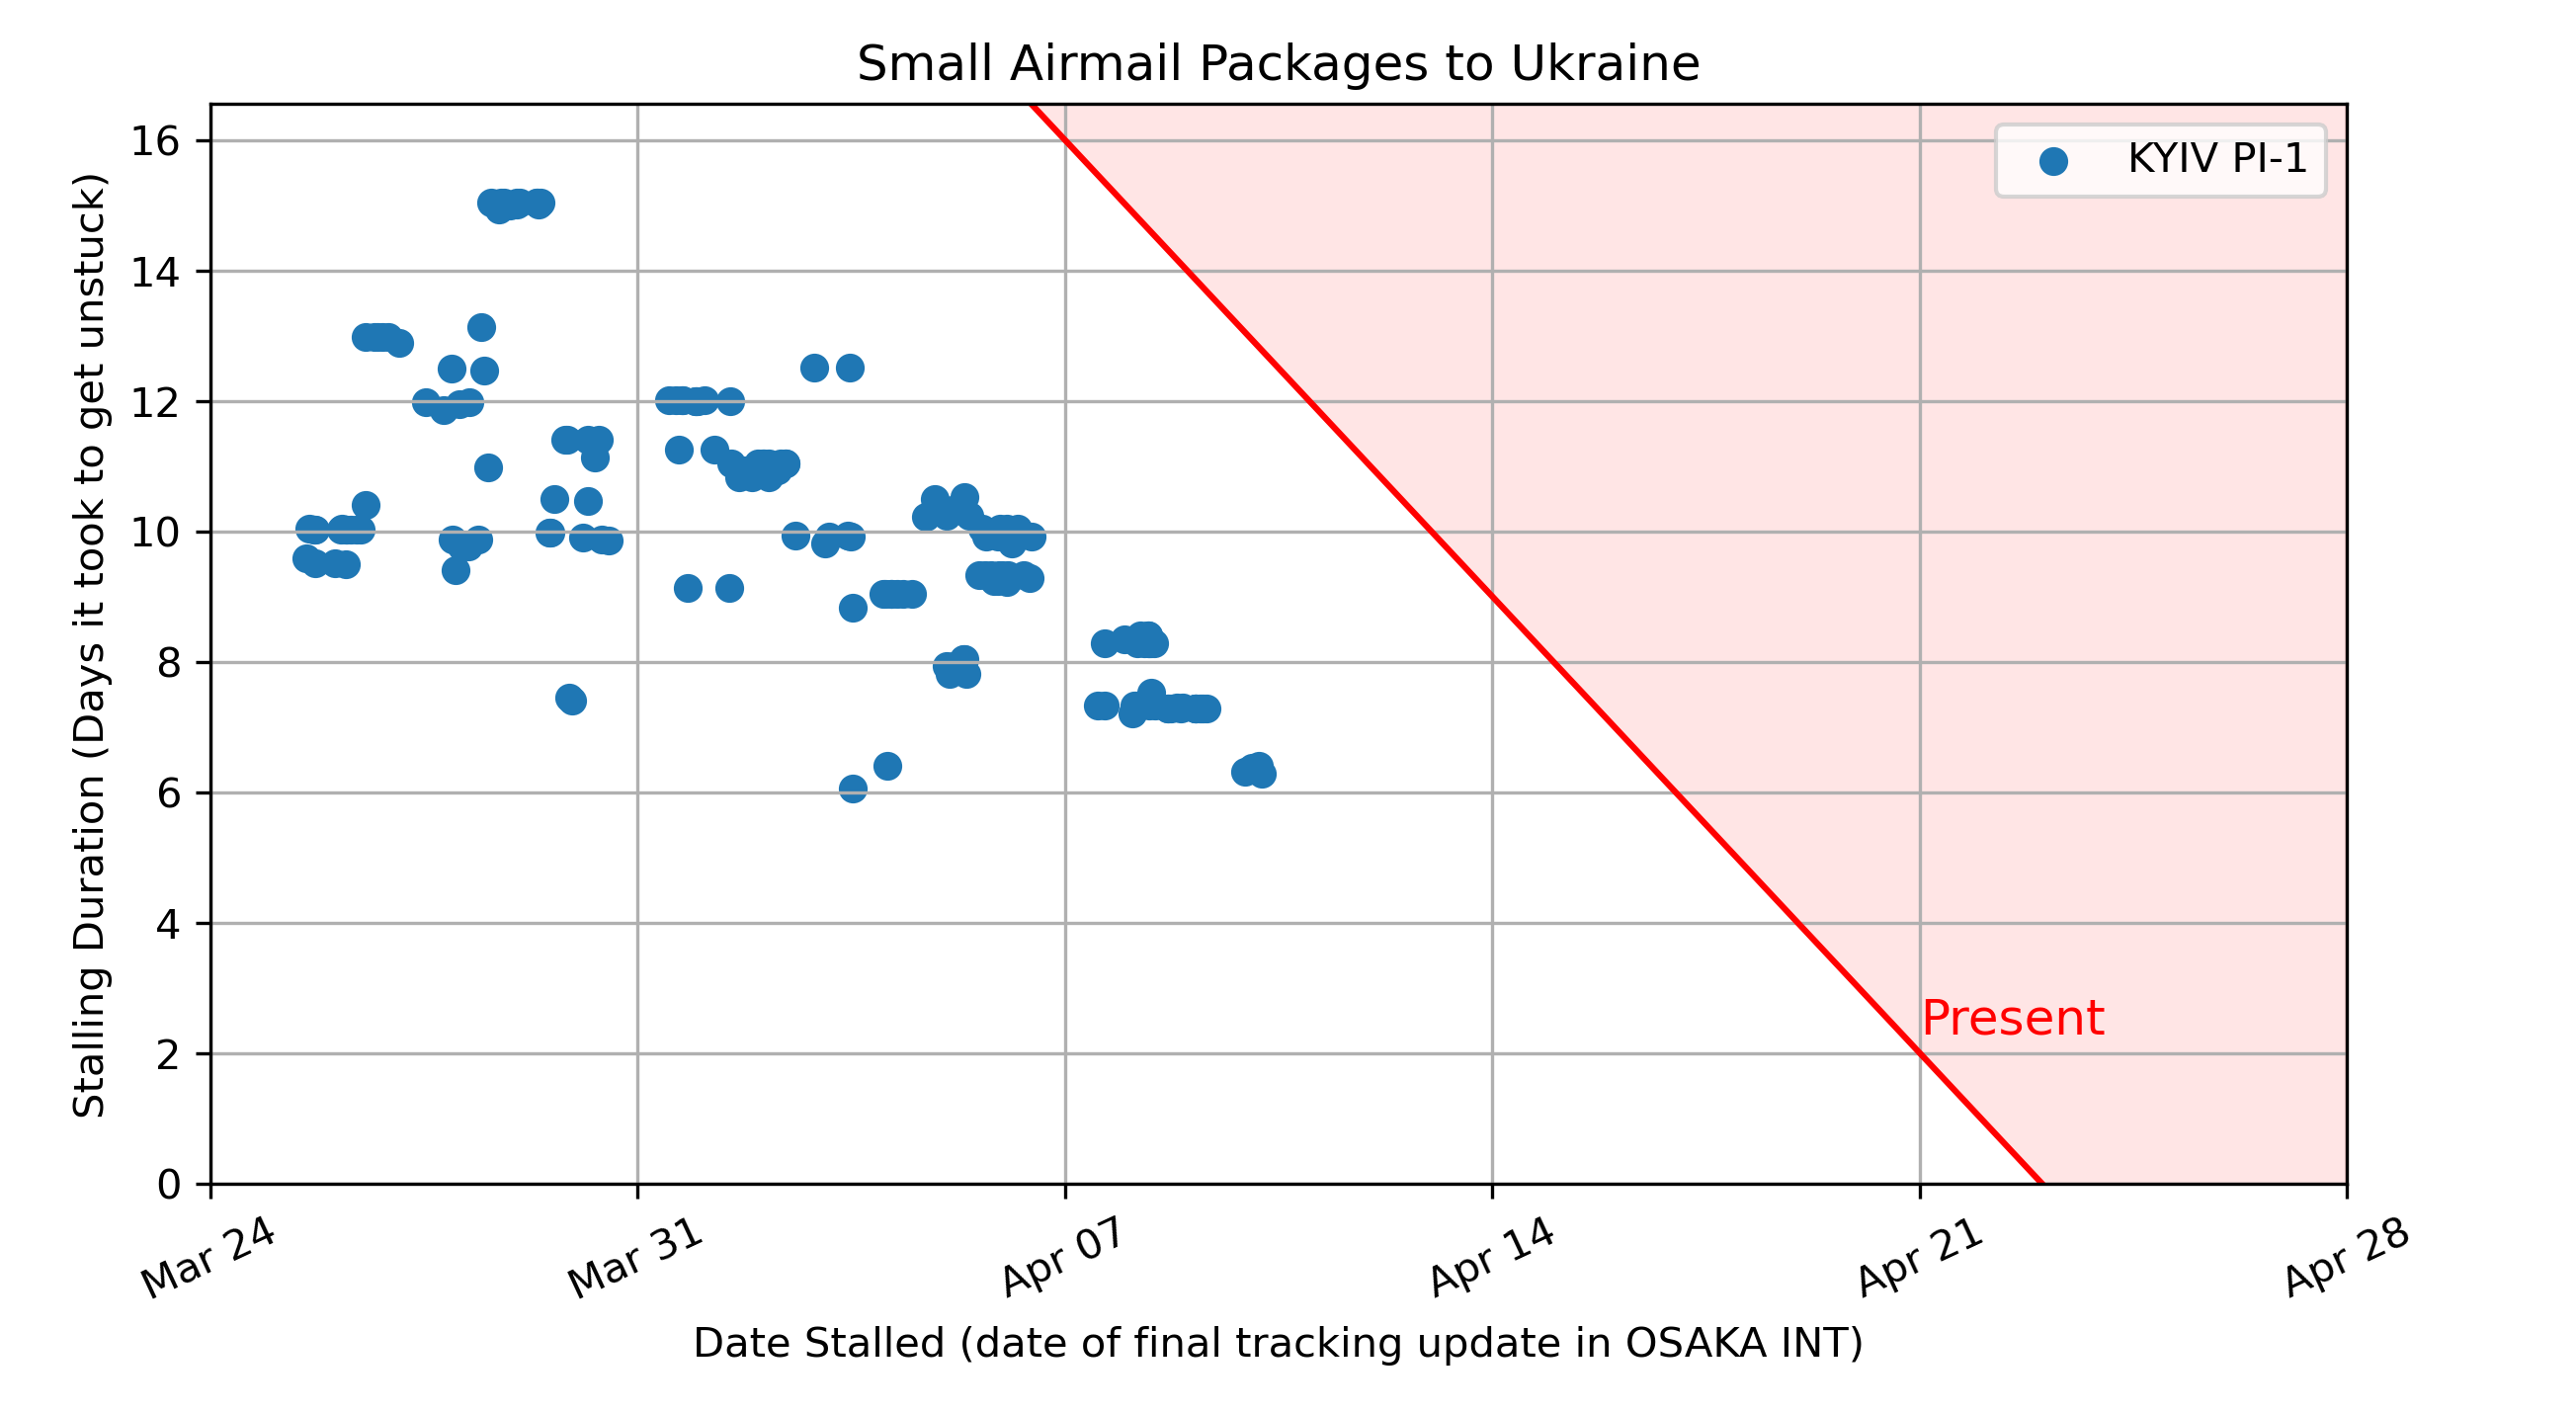 Small Airmail Packages to Ukraine
KYIV PI-1
Stalling Duration (Days it took to get unstuck)
16
14
12
10
8
6
4
2
0
Present
Mar 24
Mar 31
Apr 07
Apr 14
Apr 21
Apr 28
Date Stalled (date of final tracking update in OSAKA INT)